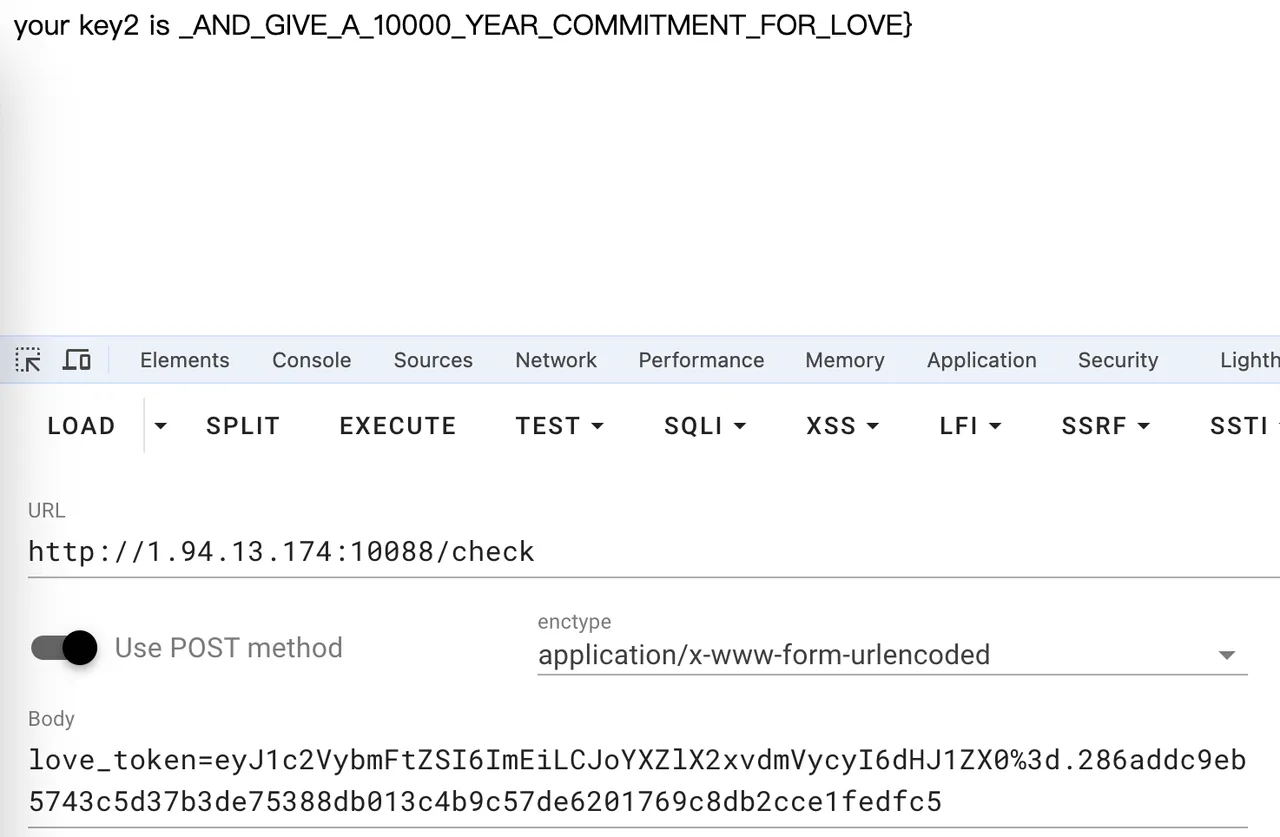 your key2 is _AND_GIVE_A_10000_YEAR_COMMITMENT_FOR_LOVE}
Elements Console Sources Network Performance Memory Application Security Lighth
LOAD SPLIT EXECUTE TEST SQLI XSS LFI SSRF SSTI
URL
http://1.94.13.174:10088/check
enctype
Use POST method application/x-www-form-urlencoded
Body
love_token=eyJ1c2VybmFtZSI6ImEiLCJoYXZlX2xvdmVycyI6dHJ1ZX0%3d.286addc9eb
5743c5d37b3de75388db013c4b9c57de6201769c8db2cce1fedfc5